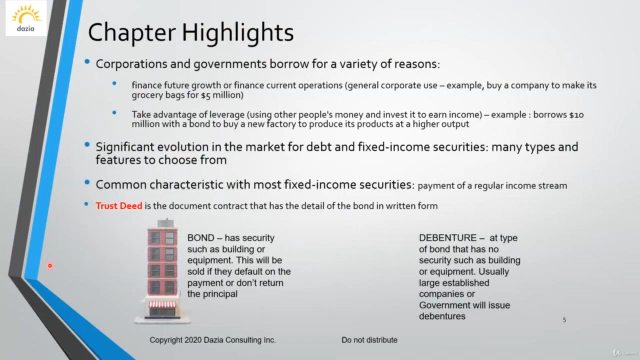 dazia
Chapter Highlights
Corporations and governments borrow for a variety of reasons:
finance future growth or finance current operations (general corporate use – example, buy a company to make its
grocery bags for $5 million)
Take advantage of leverage (using other people's money and invest it to earn income) – example : borrows $10
million with a bond to buy a new factory to produce its products at a higher output
Significant evolution in the market for debt and fixed-income securities: many types and
features to choose from
Common characteristic with most fixed-income securities: payment of a regular income stream
Trust Deed is the document contract that has the detail of the bond in written form
BOND – has security
such as building or
equipment. This will be
sold if they default on the
payment or don't return
the principal
DEBENTURE – at type
of bond that has no
security such as building
or equipment. Usually
large established
companies or
Government will issue
debentures
5
Copyright 2020 Dazia Consulting Inc. Do not distribute